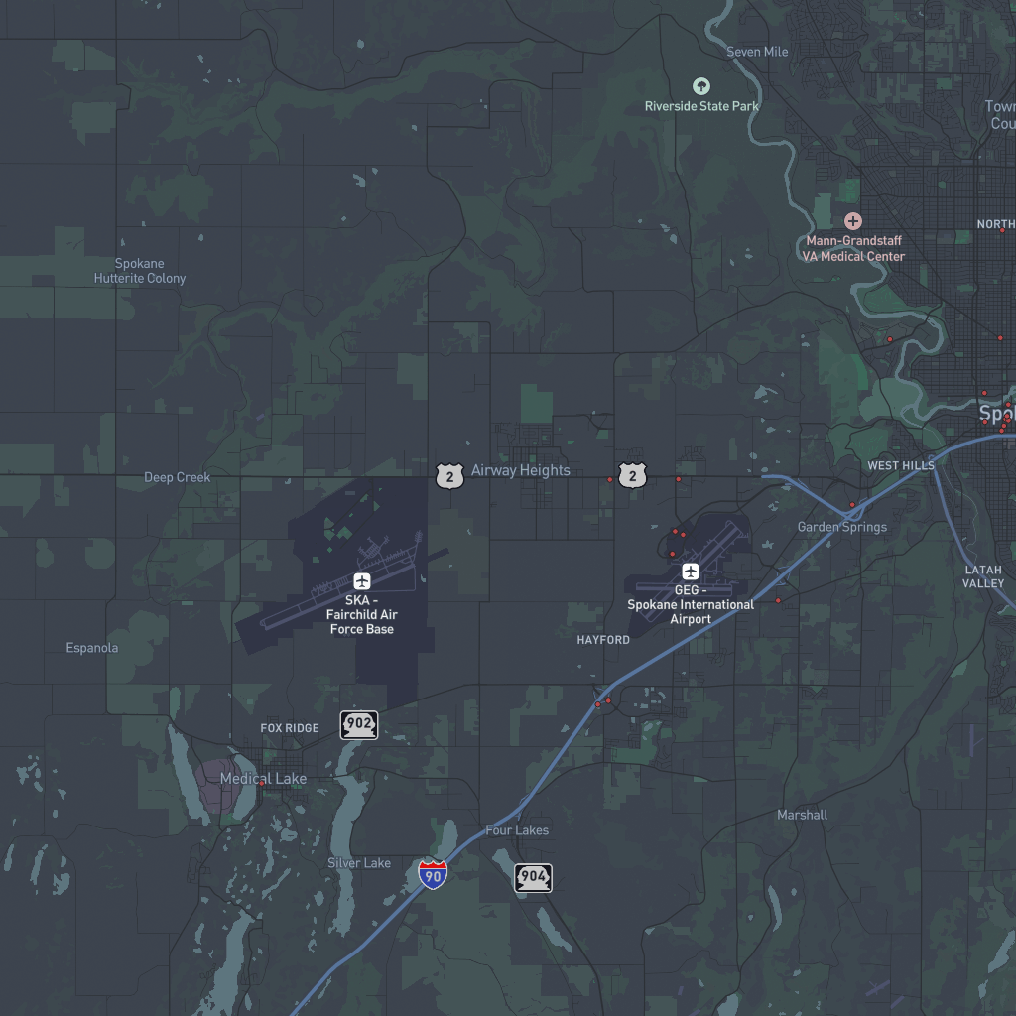 Seven Mile
Riverside State Park
Town
Cou
Mann-Grandstaff
VA Medical Center
NORTH
Spokane
Hutterite Colony
Spok
WEST HILLS
Airway Heights
2
2
Deep Creek
Garden Springs
LATAH
VALLEY
SKA -
Fairchild Air
Force Base
GEG -
Spokane International
Airport
HAYFORD
Espanola
902
FOX RIDGE
Medical Lake
Marshall
Four Lakes
Silver Lake
90
904